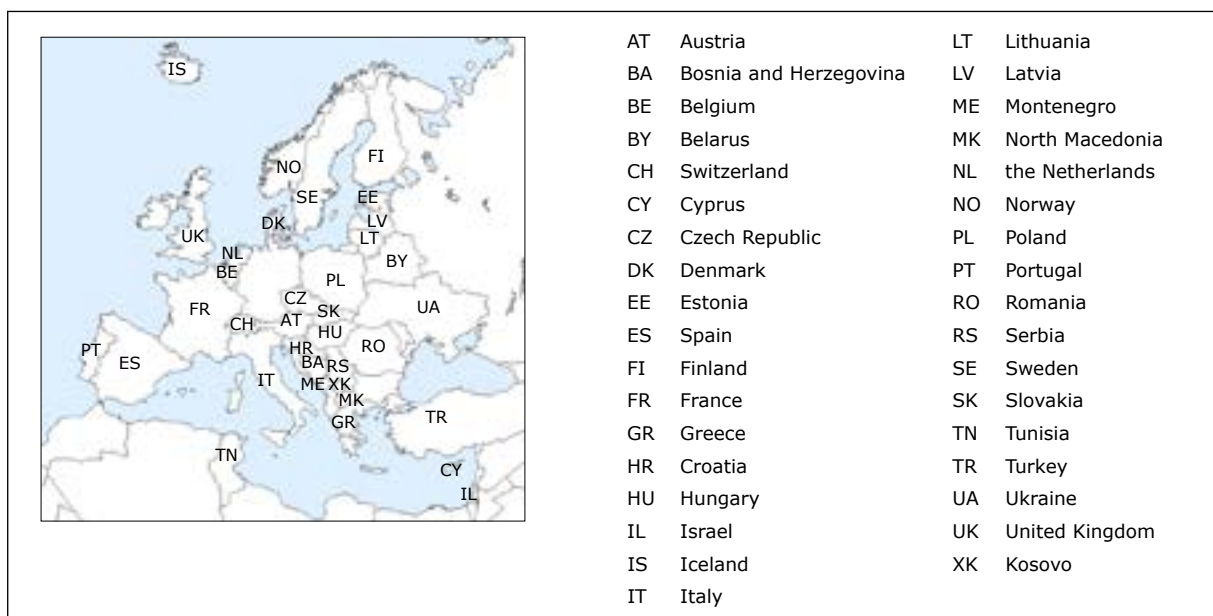 IS
NO
FI
SE
EE
DK
LV
LT
UK
NL
BE
BY
PL
CZ
UA
FR
SK
CH
AT
HU
RO
HR
PT
ES
BA
RS
IT
ME
XK
MK
TR
GR
TN
CY
IL
AT Austria
BA Bosnia and Herzegovina
BE Belgium
BY Belarus
CH Switzerland
CY Cyprus
CZ Czech Republic
DK Denmark
EE Estonia
ES Spain
FI Finland
FR France
GR Greece
HR Croatia
HU Hungary
IL Israel
IS Iceland
IT Italy
LT Lithuania
LV Latvia
ME Montenegro
MK North Macedonia
NL the Netherlands
NO Norway
PL Poland
PT Portugal
RO Romania
RS Serbia
SE Sweden
SK Slovakia
TN Tunisia
TR Turkey
UA Ukraine
UK United Kingdom
XK Kosovo